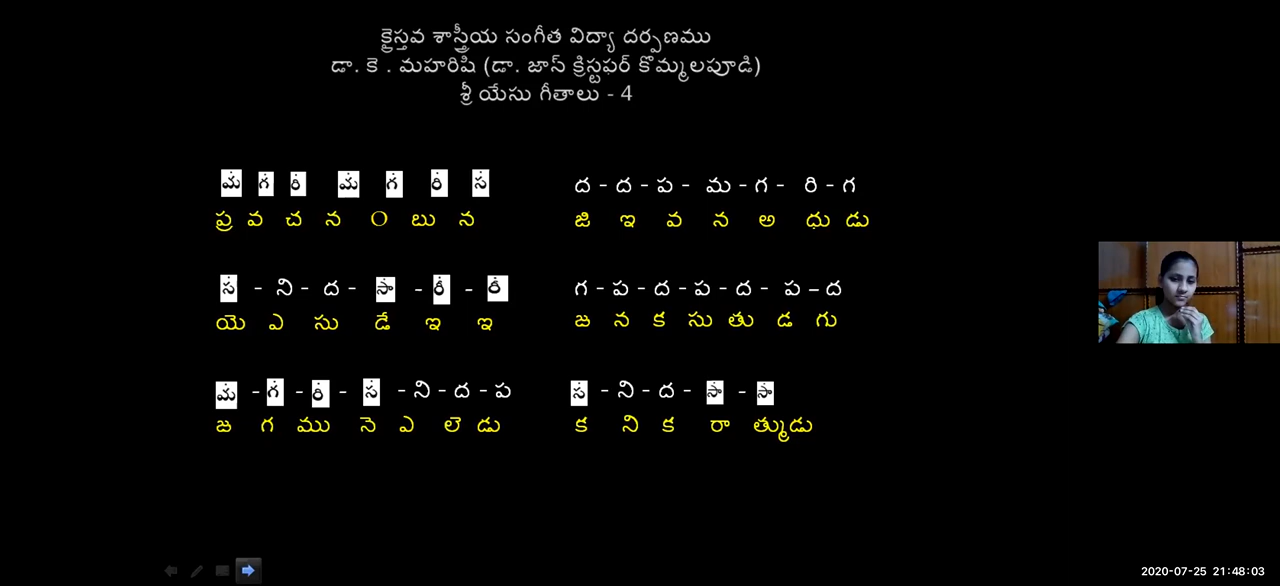 క్రైస్తవ శాస్త్రీయ సంగీత విద్యా దర్పణము
డా. కె . మహరిషి (డా. జాన్ క్రిస్టఫర్ కొమ్మలపూడి)
శ్రీ యేసు గీతాలు - 4
మ̇ గ̇ రి̇ మ̇ గ̇ రి̇ స̇ ద - ద - ప - మ - గ - రి - గ
ప్ర వ చ న ం బు న జి ఇ వ న అ ధు డు
స̇ - ని - ద - సా̇ - రీ̇ - రీ̇ గ - ప - ద - ప - ద - ప – ద
యె ఎ సు డే ఇ ఇ జ న క సు తు డ గు
మ̇ - గ̇ - రి̇ - స̇ - ని - ద - ప స̇ - ని - ద - సా̇ - సా̇
జ గ ము నె ఎ లె డు క ని క రా త్ముడు
2020-07-25 21:48:03